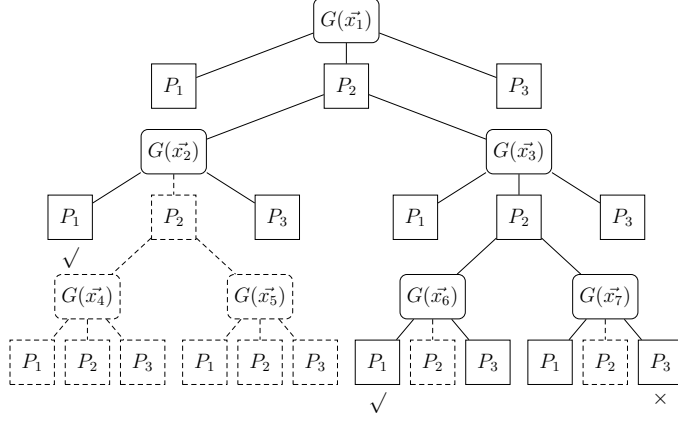 G(x⃗₁)
P₁ P₂ P₃
G(x⃗₂) G(x⃗₃)
P₁ P₂ P₃ P₁ P₂ P₃
√
G(x⃗₄) G(x⃗₅) G(x⃗₆) G(x⃗₇)
P₁ P₂ P₃ P₁ P₂ P₃ P₁ P₂ P₃ P₁ P₂ P₃
√ ×